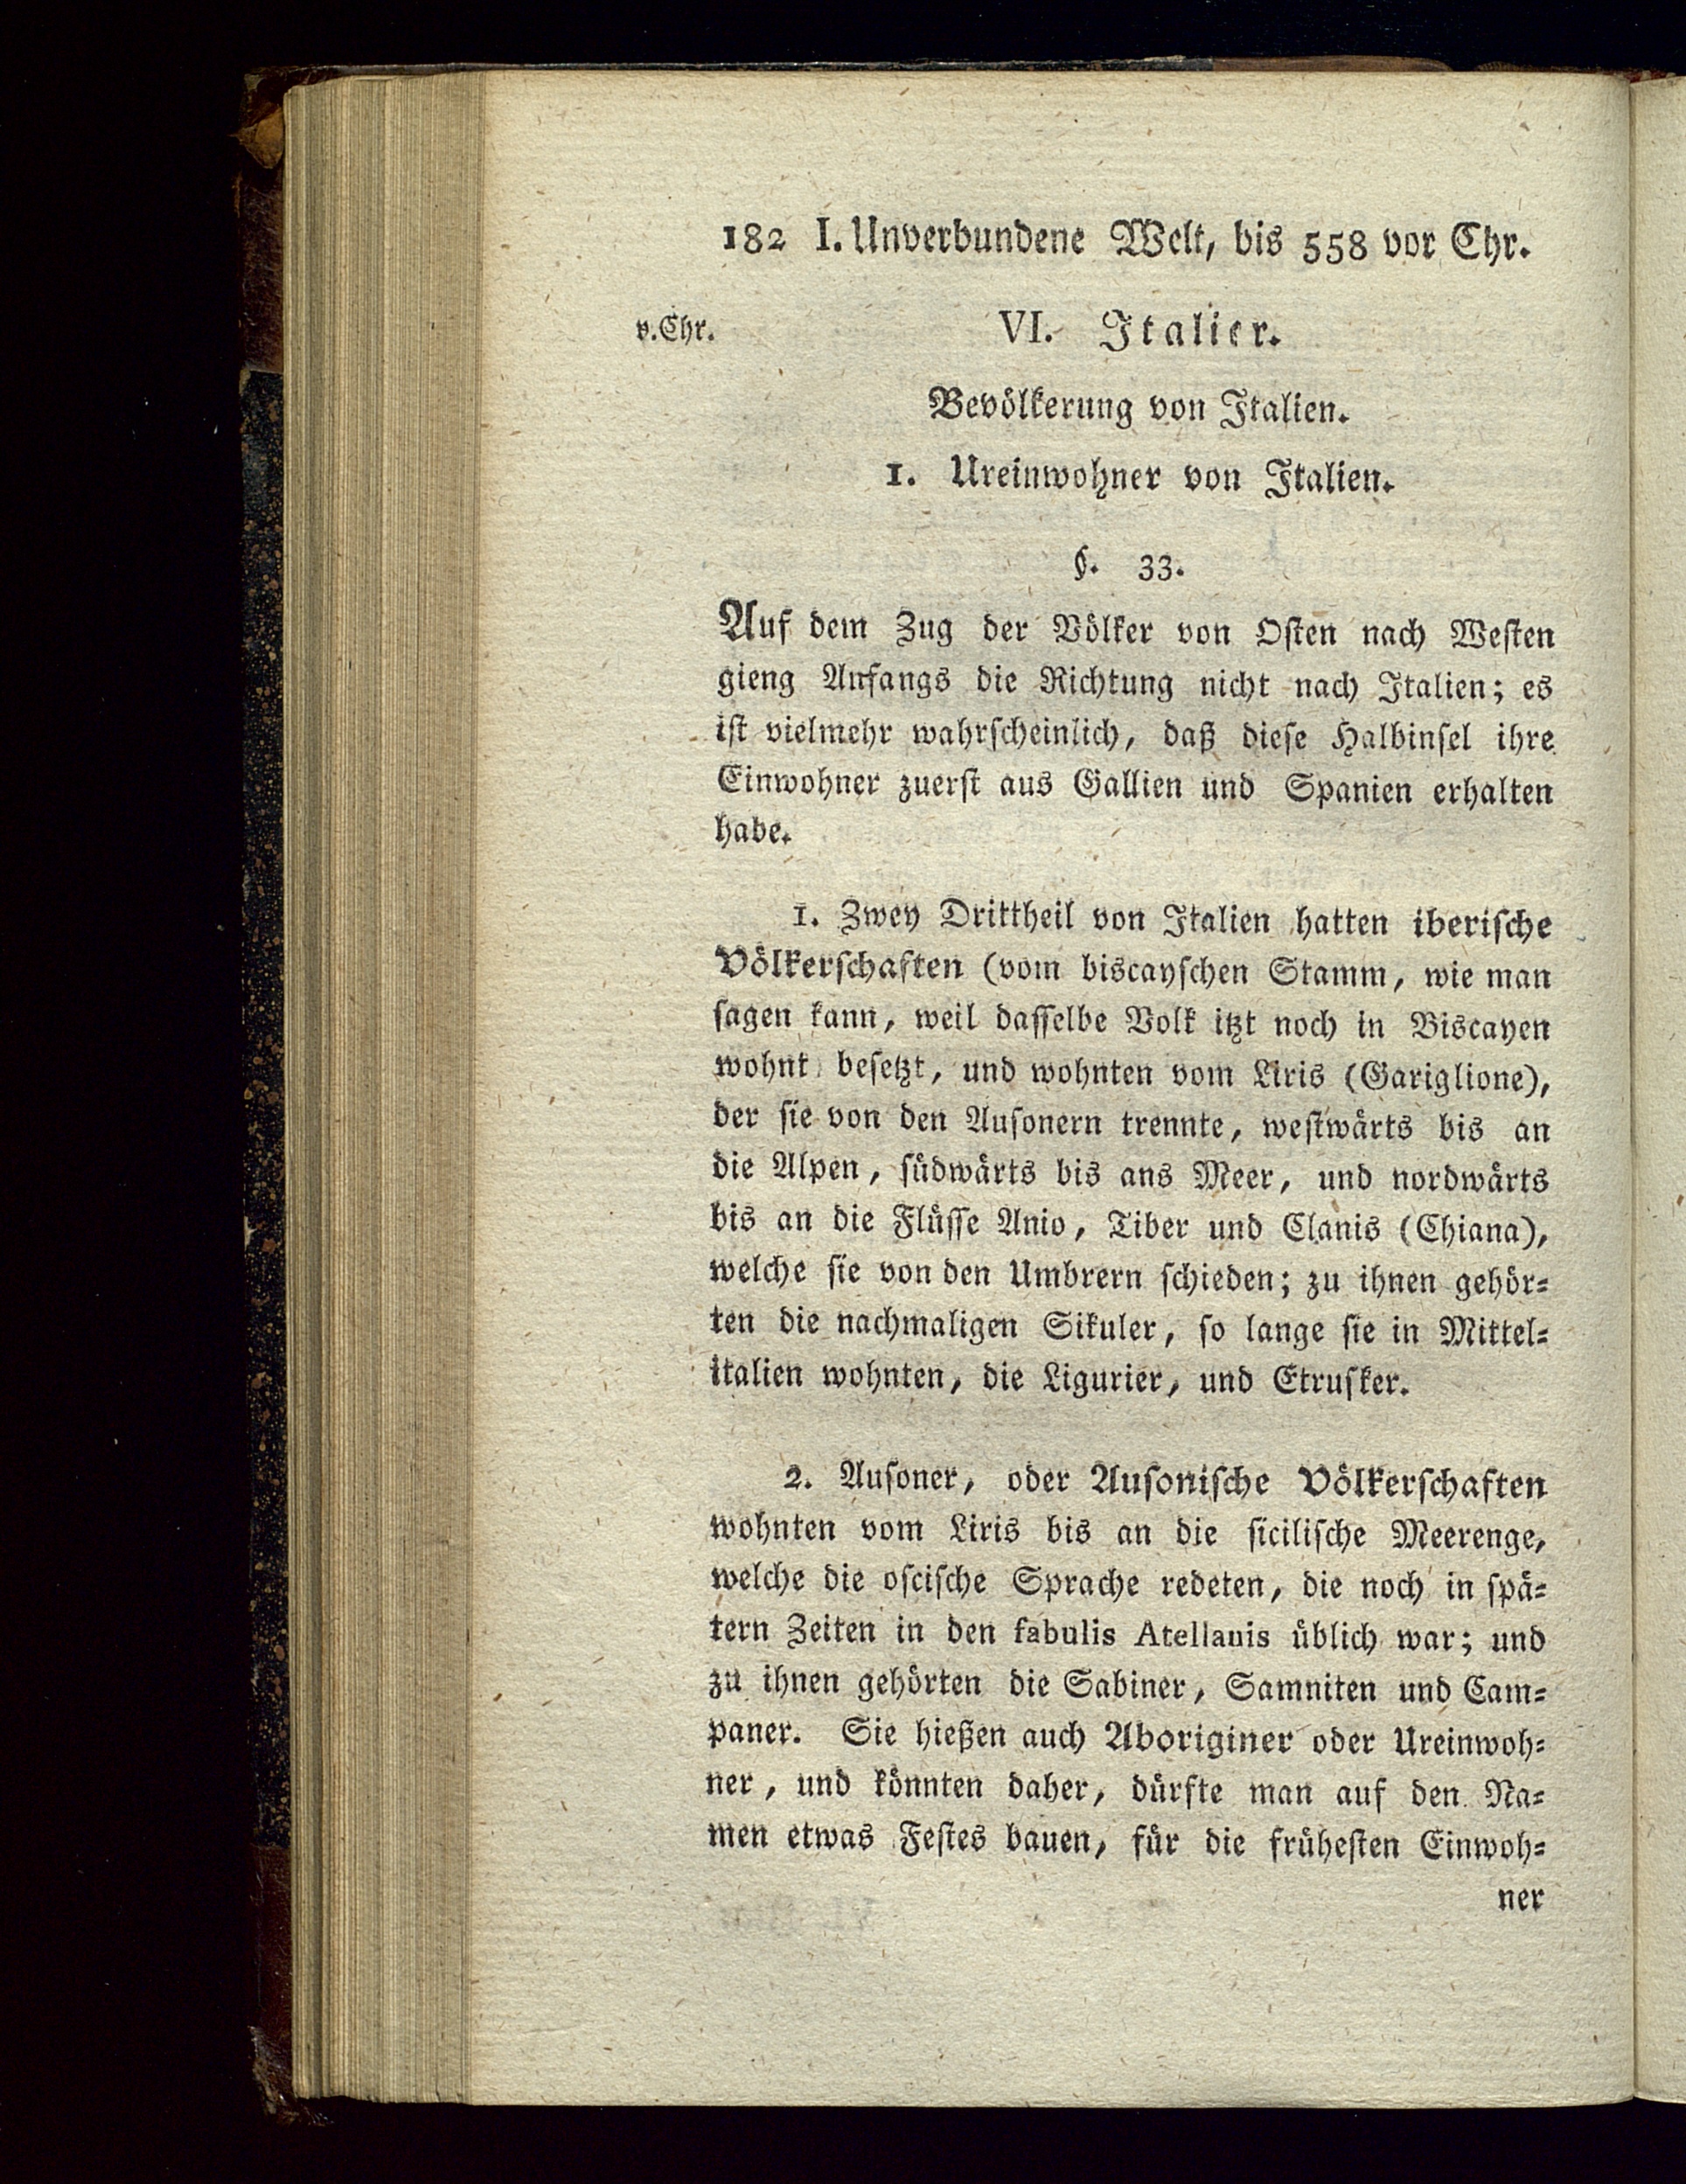 182 I. Unverbundene Welt, bis 558 vor Chr.
v. Chr.
VI. Italier.
Bevölkerung von Italien.
1. Ureinwohner von Italien.
§. 33.
Auf dem Zug der Völker von Osten nach Westen
gieng Anfangs die Richtung nicht nach Italien; es
ist vielmehr wahrscheinlich, daß diese Halbinsel ihre
Einwohner zuerst aus Gallien und Spanien erhalten
habe.
1. Zwey Drittheil von Italien hatten iberische
Völkerschaften (vom biscayschen Stamm, wie man
sagen kann, weil dasselbe Volk itzt noch in Biscayen
wohnt) besetzt, und wohnten vom Liris (Gariglione),
der sie von den Ausonern trennte, westwärts bis an
die Alpen, südwärts bis ans Meer, und nordwärts
bis an die Flüsse Anio, Tiber und Clanis (Chiana),
welche sie von den Umbrern schieden; zu ihnen gehör=
ten die nachmaligen Sikuler, so lange sie in Mittel=
italien wohnten, die Ligurier, und Etrusker.
2. Ausoner, oder Ausonische Völkerschaften
wohnten vom Liris bis an die sicilische Meerenge,
welche die oscische Sprache redeten, die noch in spä=
tern Zeiten in den fabulis Atellanis üblich war; und
zu ihnen gehörten die Sabiner, Samniten und Cam=
paner. Sie hießen auch Aboriginer oder Ureinwoh=
ner, und könnten daher, dürfte man auf den Na=
men etwas Festes bauen, für die frühesten Einwoh=
ner